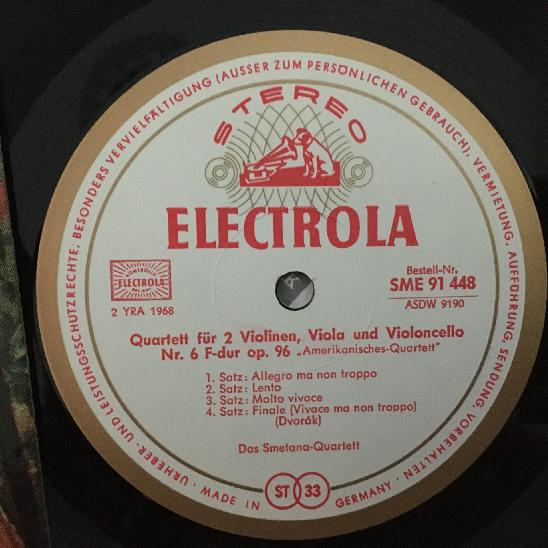 URHEBER- UND LEISTUNGSSCHUTZRECHTE, BESONDERS VERVIELFÄLTIGUNG (AUSSER ZUM PERSÖNLICHEN GEBRAUCH), VERMIETUNG, AUFFÜHRUNG, SENDUNG, VORBEHALTEN ·
STEREO
ELECTROLA
ELECTROLA
2 YRA 1968
Bestell-Nr.
SME 91 448
ASDW 9190
Quartett für 2 Violinen, Viola und Violoncello
Nr. 6 F-dur op. 96 „Amerikanisches-Quartett"
1. Satz: Allegro ma non troppo
2. Satz: Lento
3. Satz: Molto vivace
4. Satz: Finale (Vivace ma non troppo)
(Dvorák)
Das Smetana-Quartett
MADE IN GERMANY ·
ST 33